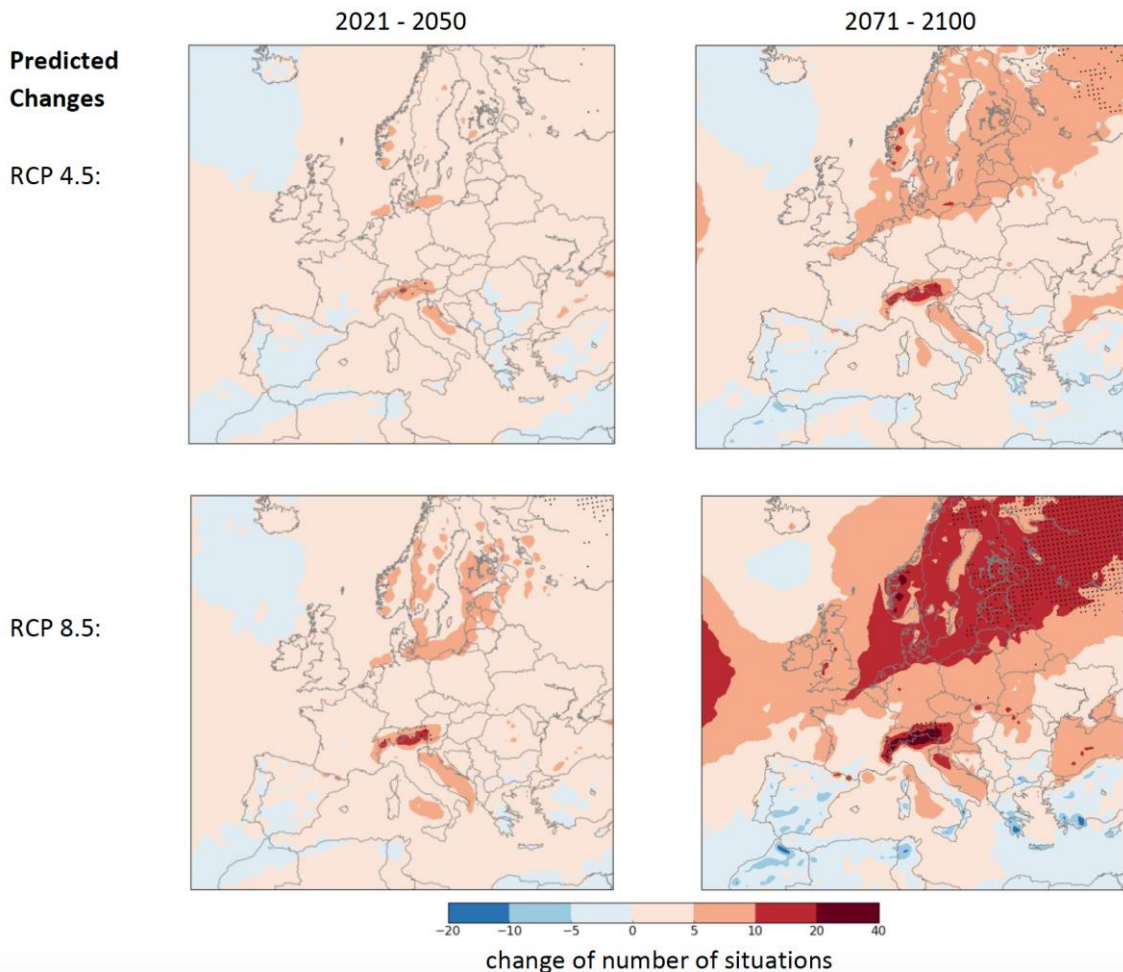 2021 - 2050
2071 - 2100
Predicted
Changes
RCP 4.5:
RCP 8.5:
−20 −10 −5 0 5 10 20 40
change of number of situations